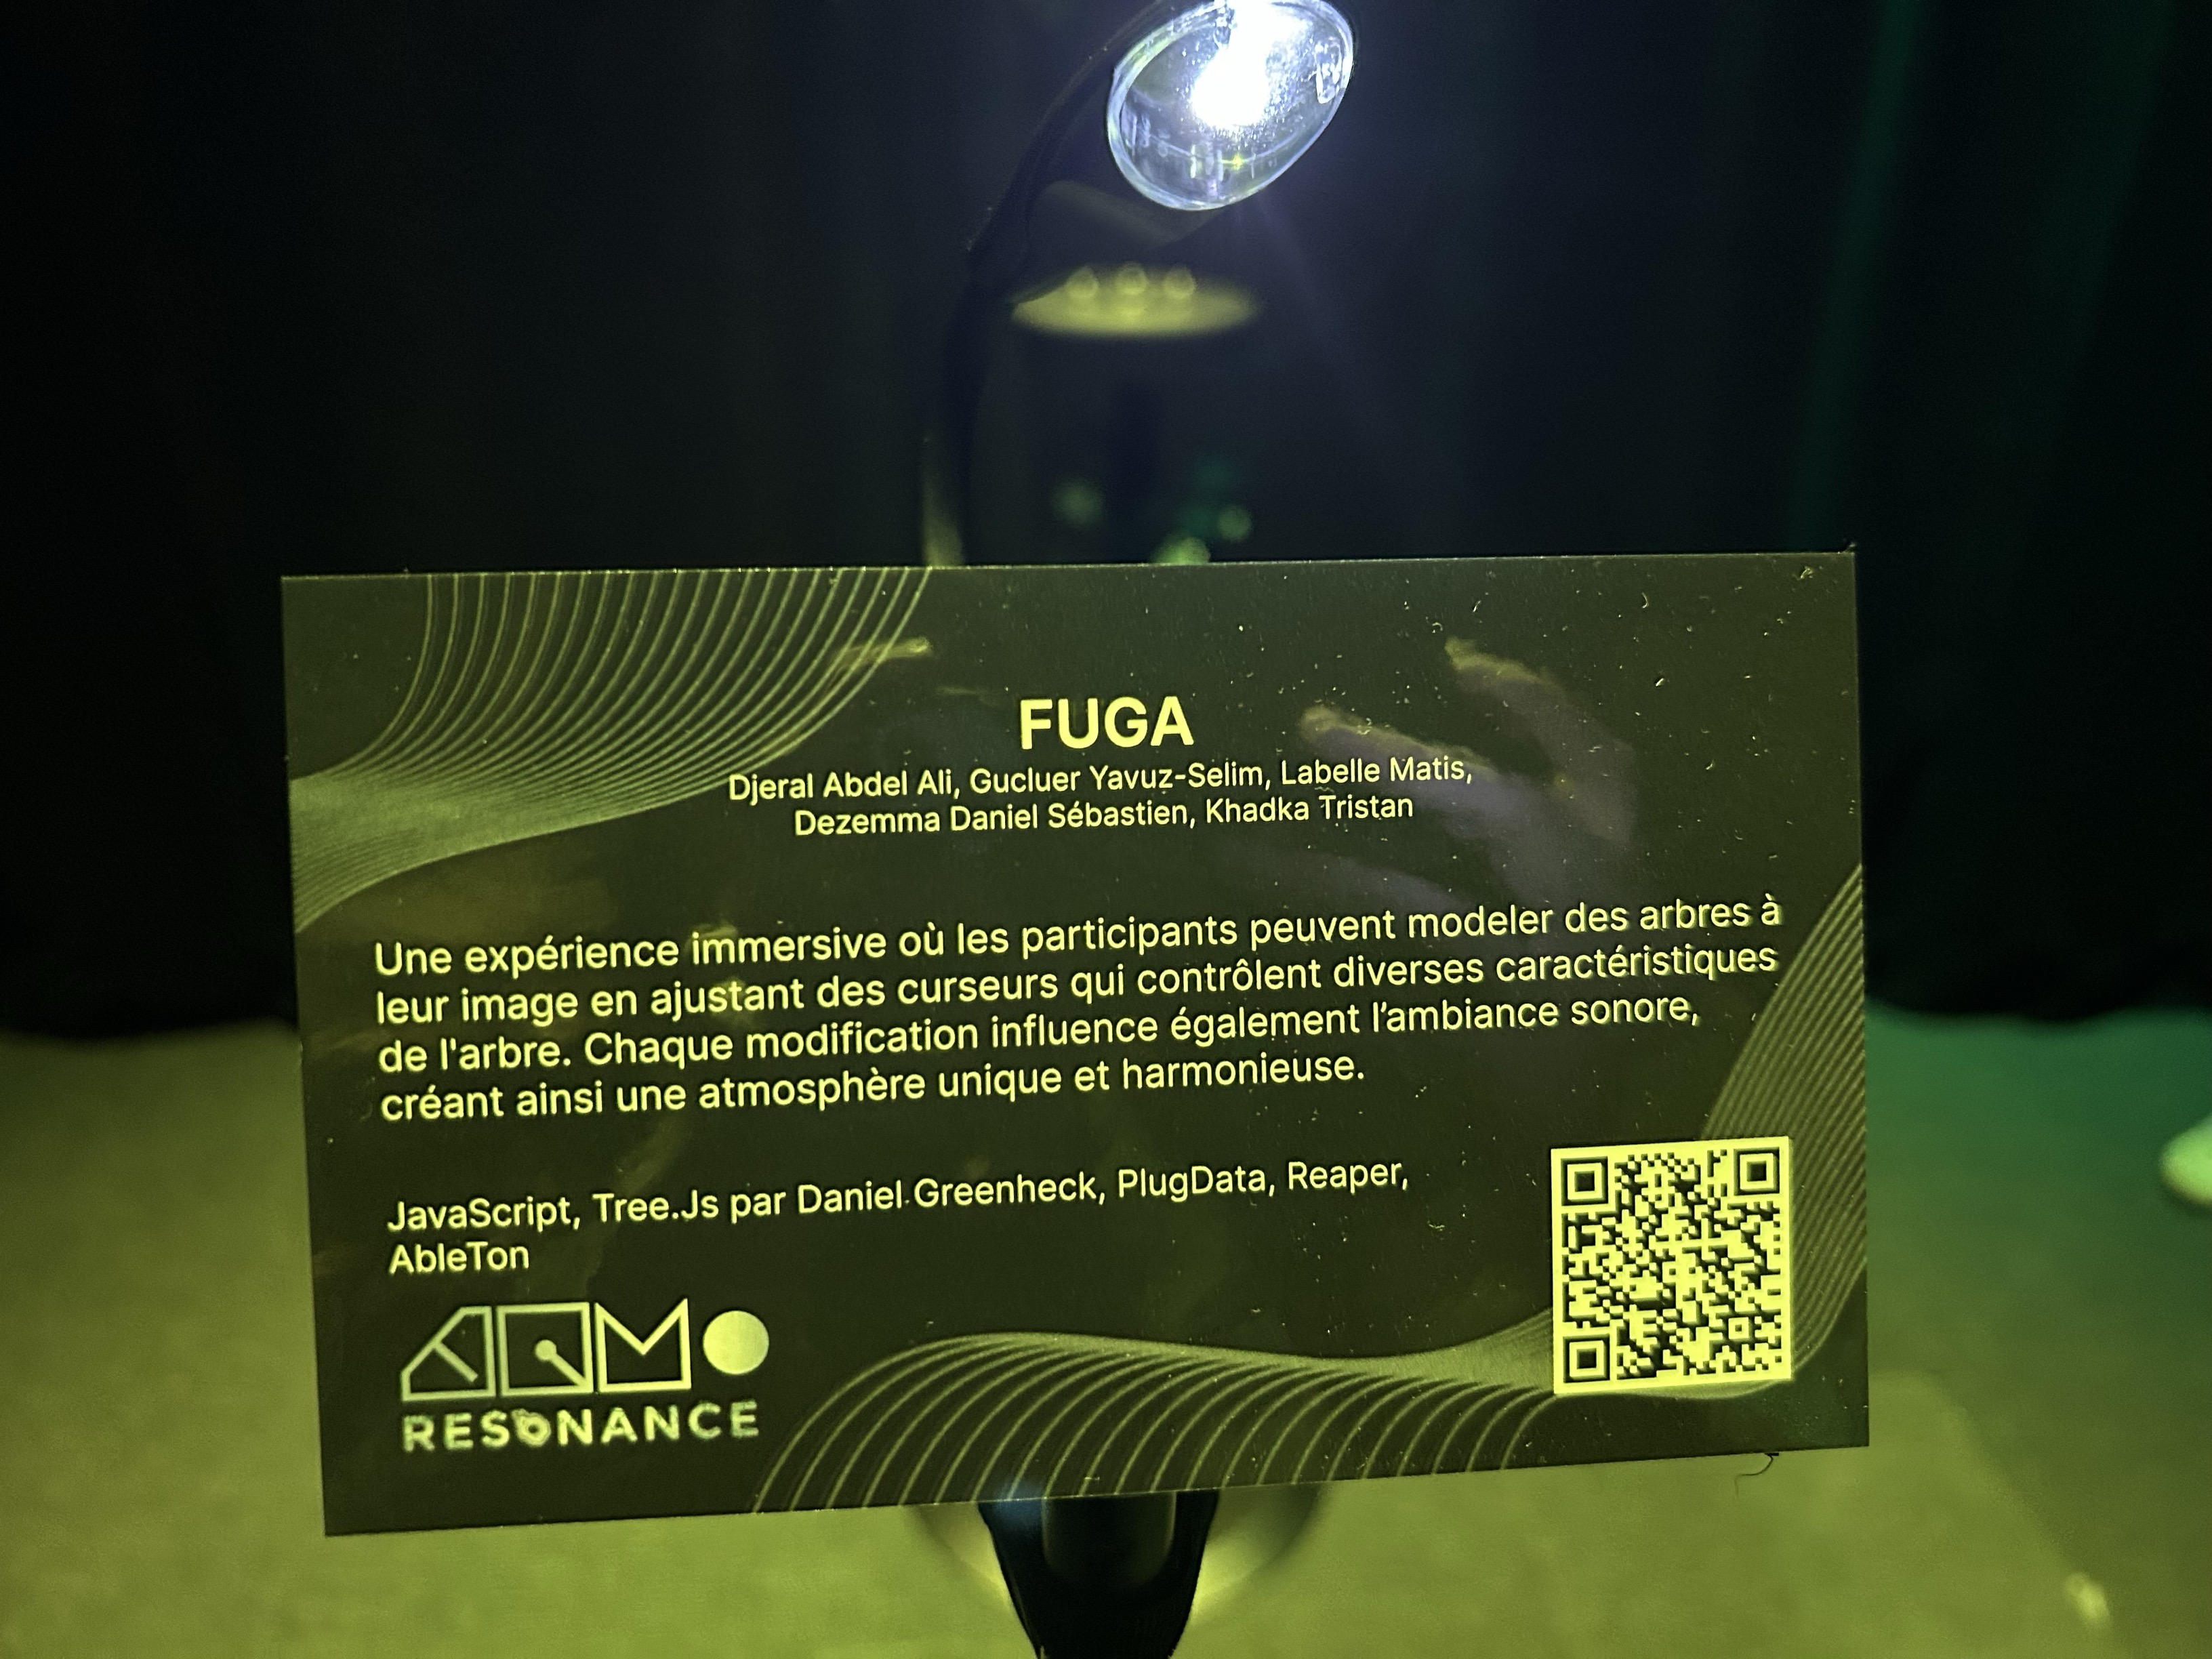 FUGA
Djeral Abdel Ali, Gucluer Yavuz-Selim, Labelle Matis,
Dezemma Daniel Sébastien, Khadka Tristan
Une expérience immersive où les participants peuvent modeler des arbres à
leur image en ajustant des curseurs qui contrôlent diverses caractéristiques
de l'arbre. Chaque modification influence également l’ambiance sonore,
créant ainsi une atmosphère unique et harmonieuse.
JavaScript, Tree.Js par Daniel Greenheck, PlugData, Reaper,
AbleTon
RESONANCE